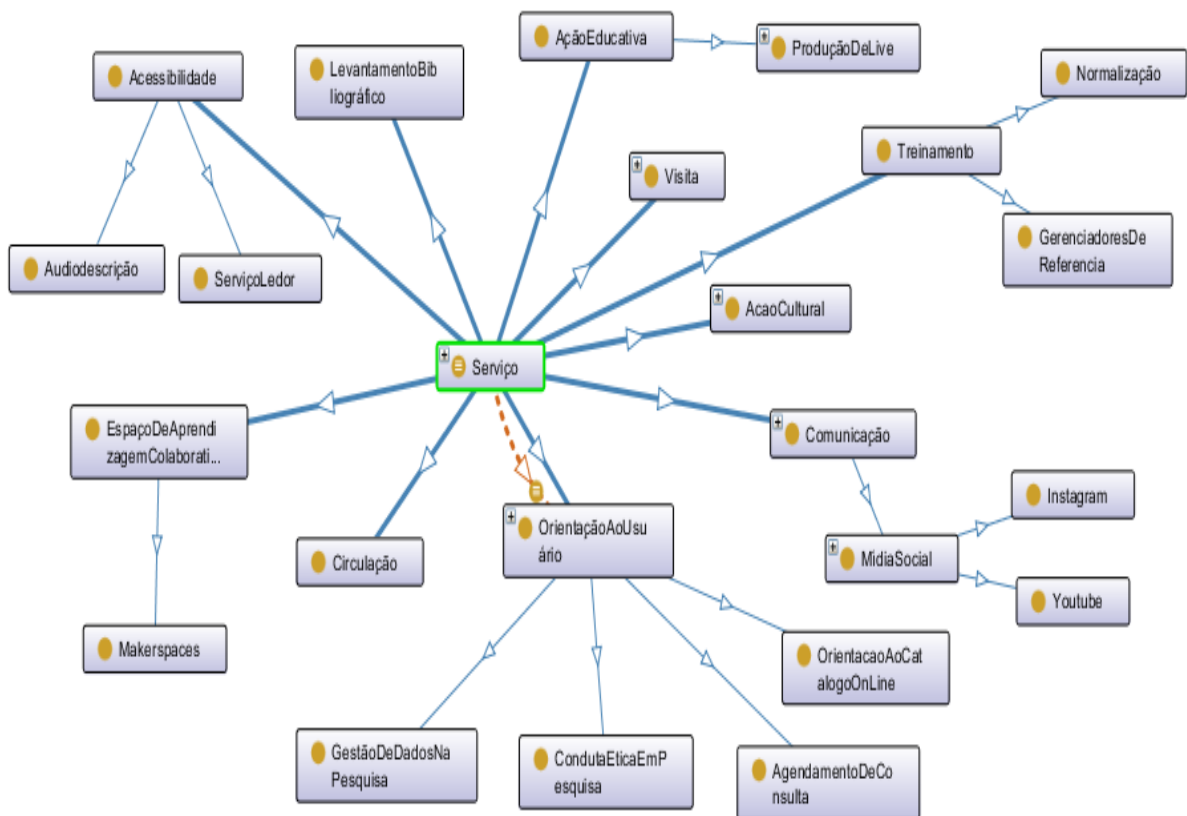 AçãoEducativa
ProduçãoDeLive
LevantamentoBib
liográfico
Acessibilidade
Normalização
Treinamento
Visita
GerenciadoresDe
Referencia
Audiodescrição
ServiçoLedor
AcaoCultural
Serviço
EspaçoDeAprendi
zagemColaborati...
Comunicação
Instagram
OrientaçãoAoUsu
ário
Circulação
MidiaSocial
Youtube
Makerspaces
OrientacaoAoCat
alogoOnLine
GestãoDeDadosNa
Pesquisa
CondutaEticaEmP
esquisa
AgendamentoDeCo
nsulta